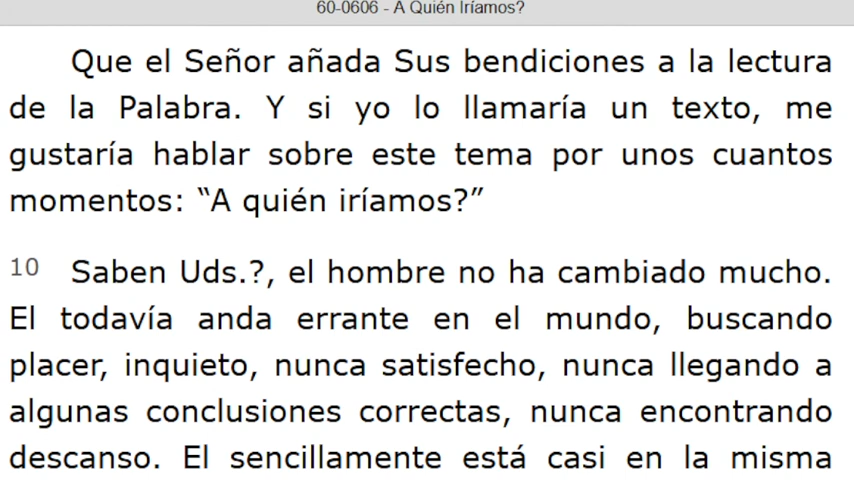 60-0606 - A Quién Iríamos?
Que el Señor añada Sus bendiciones a la lectura
de la Palabra. Y si yo lo llamaría un texto, me
gustaría hablar sobre este tema por unos cuantos
momentos: “A quién iríamos?”
10 Saben Uds.?, el hombre no ha cambiado mucho.
El todavía anda errante en el mundo, buscando
placer, inquieto, nunca satisfecho, nunca llegando a
algunas conclusiones correctas, nunca encontrando
descanso. El sencillamente está casi en la misma